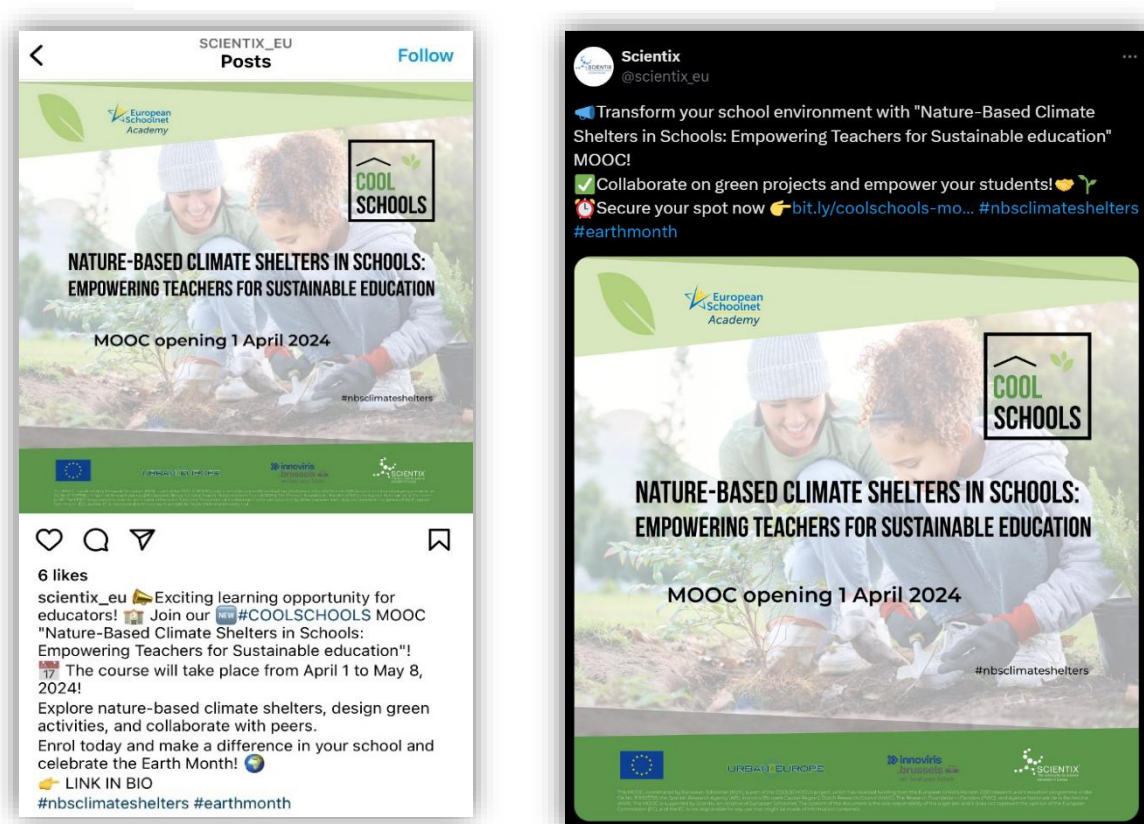 SCIENTIX_EU
Posts
Follow
European
Schoolnet
Academy
COOL
SCHOOLS
NATURE-BASED CLIMATE SHELTERS IN SCHOOLS:
EMPOWERING TEACHERS FOR SUSTAINABLE EDUCATION
MOOC opening 1 April 2024
#nbsclimateshelters
URBAN EUROPE
innoviris
.brussels
SCIENTIX
6 likes
scientix_eu 📣Exciting learning opportunity for
educators! 🏫 Join our 🆕#COOLSCHOOLS MOOC
"Nature-Based Climate Shelters in Schools:
Empowering Teachers for Sustainable education"!
📅 The course will take place from April 1 to May 8,
2024!
Explore nature-based climate shelters, design green
activities, and collaborate with peers.
Enrol today and make a difference in your school and
celebrate the Earth Month! 🌍
👉 LINK IN BIO
#nbsclimateshelters #earthmonth
Scientix
@scientix_eu
📢Transform your school environment with "Nature-Based Climate
Shelters in Schools: Empowering Teachers for Sustainable education"
MOOC!
✅Collaborate on green projects and empower your students!🤝🌱
⏰Secure your spot now 👉bit.ly/coolschools-mo... #nbsclimateshelters
#earthmonth
European
Schoolnet
Academy
COOL
SCHOOLS
NATURE-BASED CLIMATE SHELTERS IN SCHOOLS:
EMPOWERING TEACHERS FOR SUSTAINABLE EDUCATION
MOOC opening 1 April 2024
#nbsclimateshelters
URBAN EUROPE
innoviris
.brussels
SCIENTIX